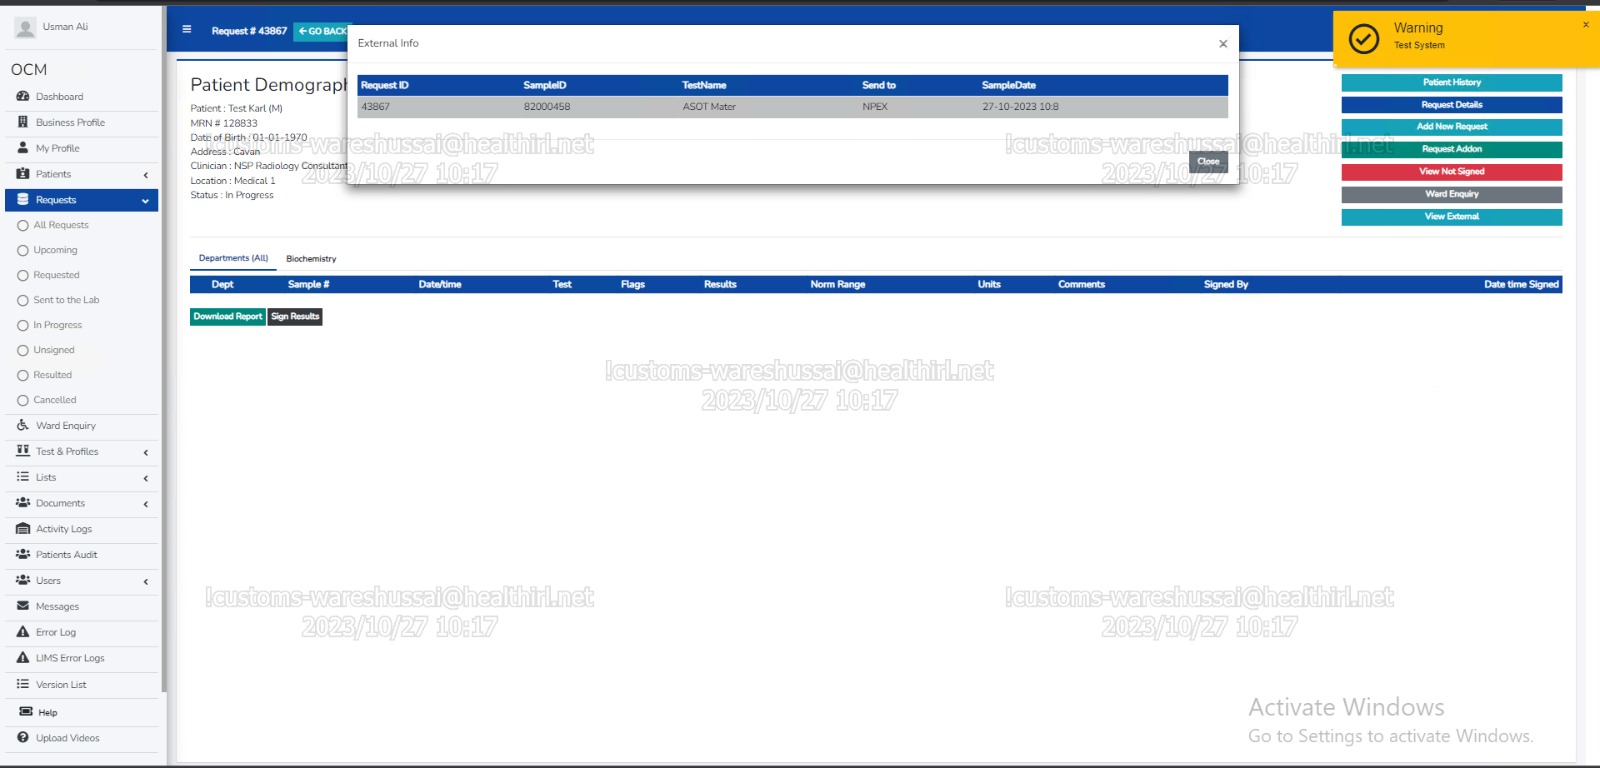 Usman Ali
OCM
Dashboard
Business Profile
My Profile
Patients
Requests
All Requests
Upcoming
Requested
Sent to the Lab
In Progress
Unsigned
Resulted
Cancelled
Ward Enquiry
Test & Profiles
Lists
Documents
Activity Logs
Patients Audit
Users
Messages
Error Log
LIMS Error Logs
Version List
Help
Upload Videos
Request # 43867 GO BACK
External Info ×
Request ID SampleID TestName Send to SampleDate
43867 82000458 ASOT Mater NPEX 27-10-2023 10:8
Close
Warning ×
Test System
Patient Demograph
Patient : Test Karl (M)
MRN # 128833
Date of Birth : 01-01-1970
Address : Cavan
Clinician : NSP Radiology Consultant
Location : Medical 1
Status : In Progress
Patient History
Request Details
Add New Request
Request Addon
View Not Signed
Ward Enquiry
View External
Departments (All) Biochemistry
Dept Sample # Date/time Test Flags Results Norm Range Units Comments Signed By Date time Signed
Download Report Sign Results
!customs-wareshussai@healthirl.net
2023/10/27 10:17
!customs-wareshussai@healthirl.net
2023/10/27 10:17
!customs-wareshussai@healthirl.net
2023/10/27 10:17
!customs-wareshussai@healthirl.net
2023/10/27 10:17
!customs-wareshussai@healthirl.net
2023/10/27 10:17
Activate Windows
Go to Settings to activate Windows.